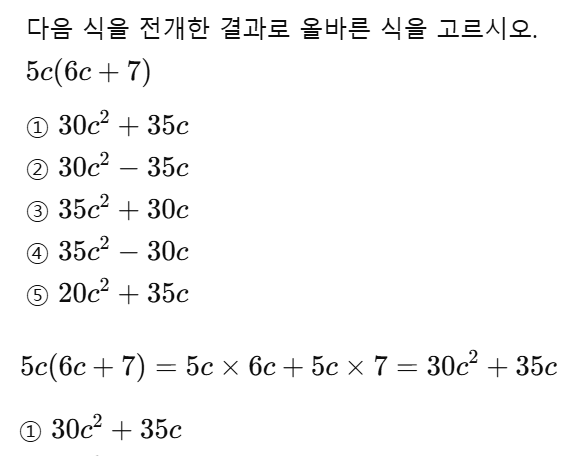 다음 식을 전개한 결과로 올바른 식을 고르시오.
5c(6c + 7)
① 30c² + 35c
② 30c² − 35c
③ 35c² + 30c
④ 35c² − 30c
⑤ 20c² + 35c
5c(6c + 7) = 5c × 6c + 5c × 7 = 30c² + 35c
① 30c² + 35c